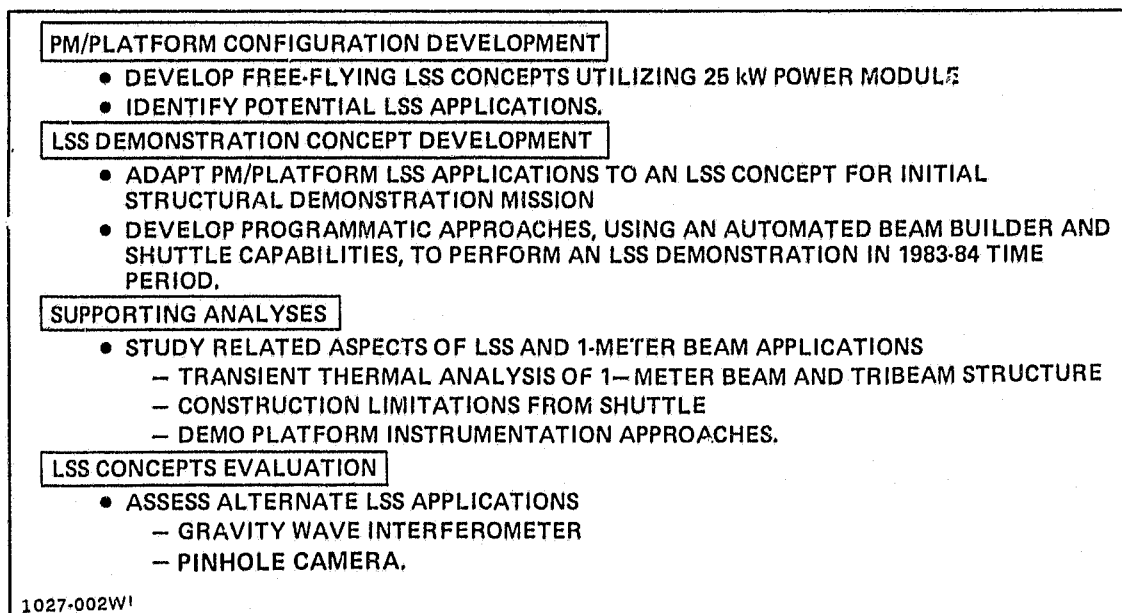 PM/PLATFORM CONFIGURATION DEVELOPMENT
• DEVELOP FREE-FLYING LSS CONCEPTS UTILIZING 25 kW POWER MODULE
• IDENTIFY POTENTIAL LSS APPLICATIONS.
LSS DEMONSTRATION CONCEPT DEVELOPMENT
• ADAPT PM/PLATFORM LSS APPLICATIONS TO AN LSS CONCEPT FOR INITIAL
STRUCTURAL DEMONSTRATION MISSION
• DEVELOP PROGRAMMATIC APPROACHES, USING AN AUTOMATED BEAM BUILDER AND
SHUTTLE CAPABILITIES, TO PERFORM AN LSS DEMONSTRATION IN 1983-84 TIME
PERIOD.
SUPPORTING ANALYSES
• STUDY RELATED ASPECTS OF LSS AND 1-METER BEAM APPLICATIONS
– TRANSIENT THERMAL ANALYSIS OF 1– METER BEAM AND TRIBEAM STRUCTURE
– CONSTRUCTION LIMITATIONS FROM SHUTTLE
– DEMO PLATFORM INSTRUMENTATION APPROACHES.
LSS CONCEPTS EVALUATION
• ASSESS ALTERNATE LSS APPLICATIONS
– GRAVITY WAVE INTERFEROMETER
– PINHOLE CAMERA.
1027-002W!